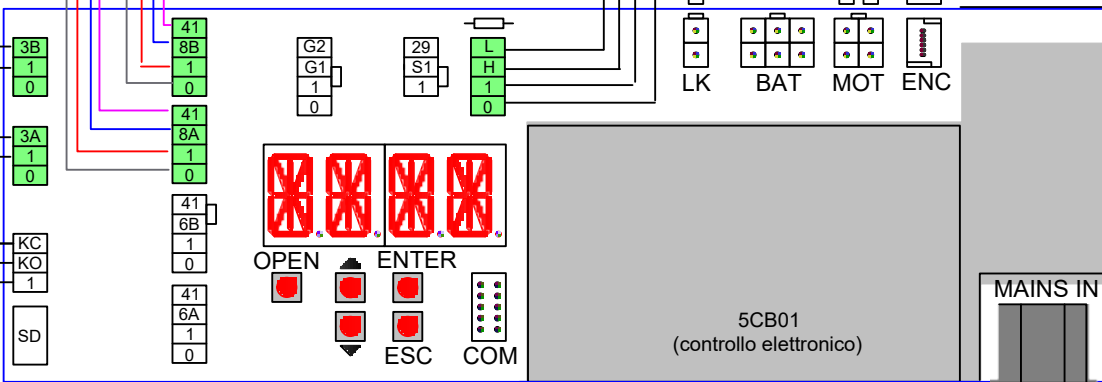 3B
1
0
3A
1
0
KC
KO
1
SD
41
8B
1
0
41
8A
1
0
41
6B
1
0
41
6A
1
0
G2
G1
1
0
29
S1
1
L
H
1
0
LK
BAT
MOT
ENC
OPEN
ENTER
ESC
COM
5CB01
(controllo elettronico)
MAINS IN